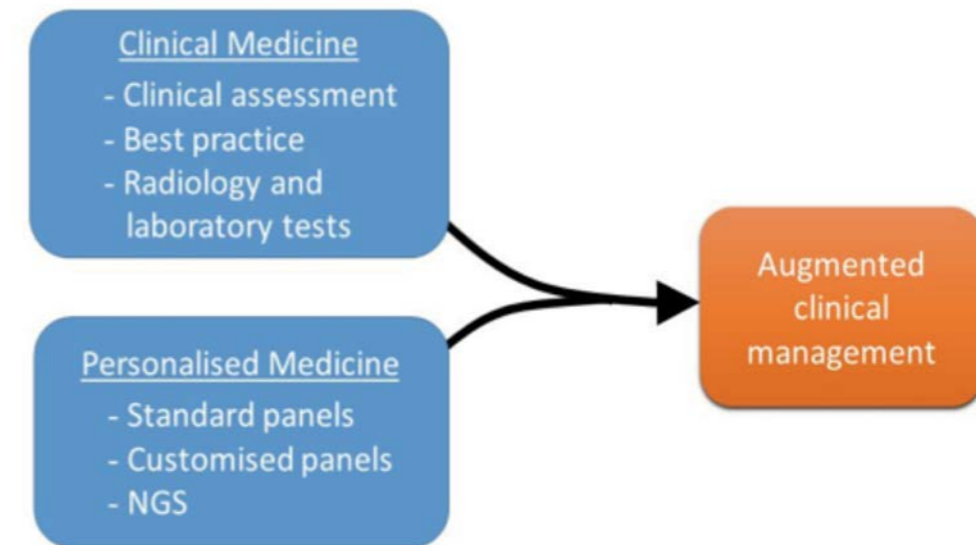 Clinical Medicine
- Clinical assessment
- Best practice
- Radiology and
laboratory tests
Personalised Medicine
- Standard panels
- Customised panels
- NGS
Augmented
clinical
management